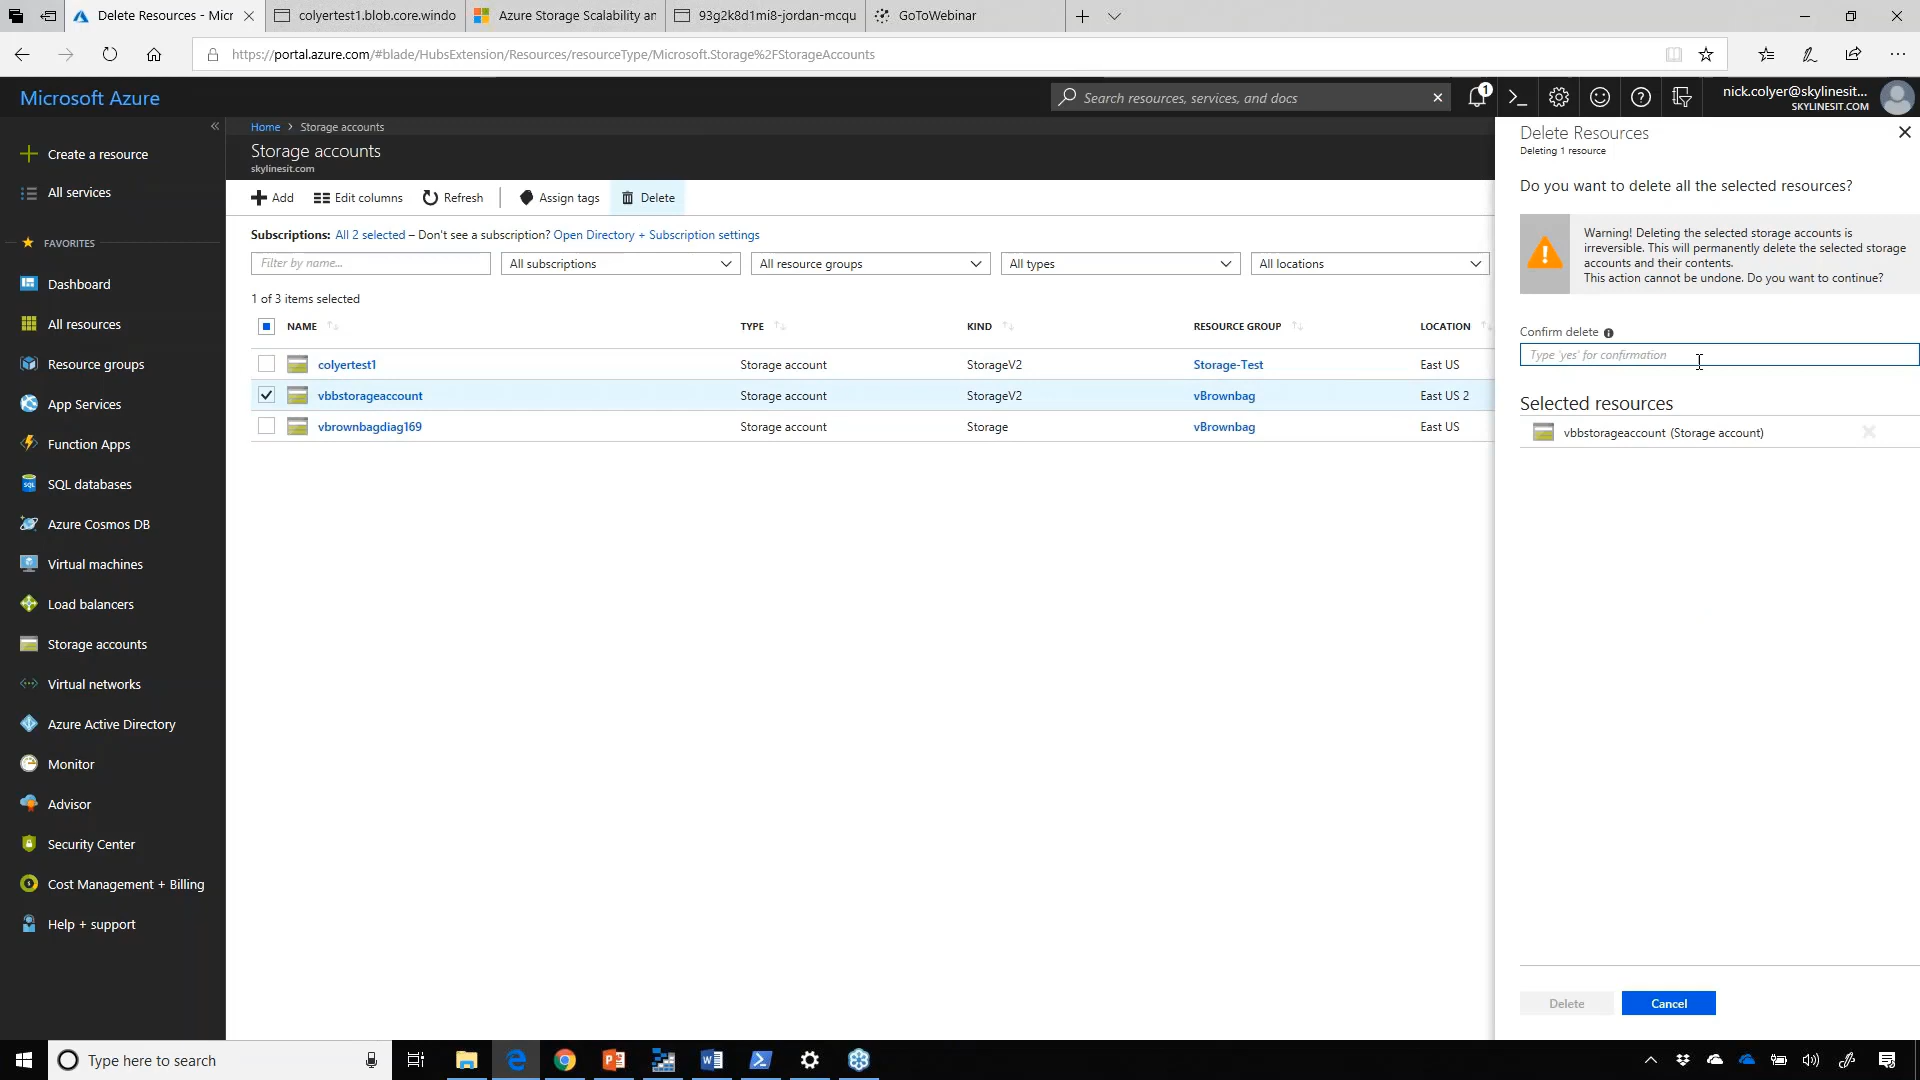 Delete Resources - Micr
colyertest1.blob.core.windo
Azure Storage Scalability an
93g2k8d1mi8-jordan-mcqu
GoToWebinar
https://portal.azure.com/#blade/HubsExtension/Resources/resourceType/Microsoft.Storage%2FStorageAccounts
Microsoft Azure
Search resources, services, and docs
1
nick.colyer@skylinesit...
SKYLINESIT.COM
Create a resource
All services
FAVORITES
Dashboard
All resources
Resource groups
App Services
Function Apps
SQL databases
Azure Cosmos DB
Virtual machines
Load balancers
Storage accounts
Virtual networks
Azure Active Directory
Monitor
Advisor
Security Center
Cost Management + Billing
Help + support
Home > Storage accounts
Storage accounts
skylinesit.com
Add
Edit columns
Refresh
Assign tags
Delete
Subscriptions: All 2 selected – Don't see a subscription? Open Directory + Subscription settings
Filter by name...
All subscriptions
All resource groups
All types
All locations
1 of 3 items selected
NAME TYPE KIND RESOURCE GROUP LOCATION
colyertest1 Storage account StorageV2 Storage-Test East US
vbbstorageaccount Storage account StorageV2 vBrownbag East US 2
vbrownbagdiag169 Storage account Storage vBrownbag East US
Delete Resources
Deleting 1 resource
Do you want to delete all the selected resources?
Warning! Deleting the selected storage accounts is
irreversible. This will permanently delete the selected storage
accounts and their contents.
This action cannot be undone. Do you want to continue?
Confirm delete
Type 'yes' for confirmation
Selected resources
vbbstorageaccount (Storage account)
Delete
Cancel
Type here to search